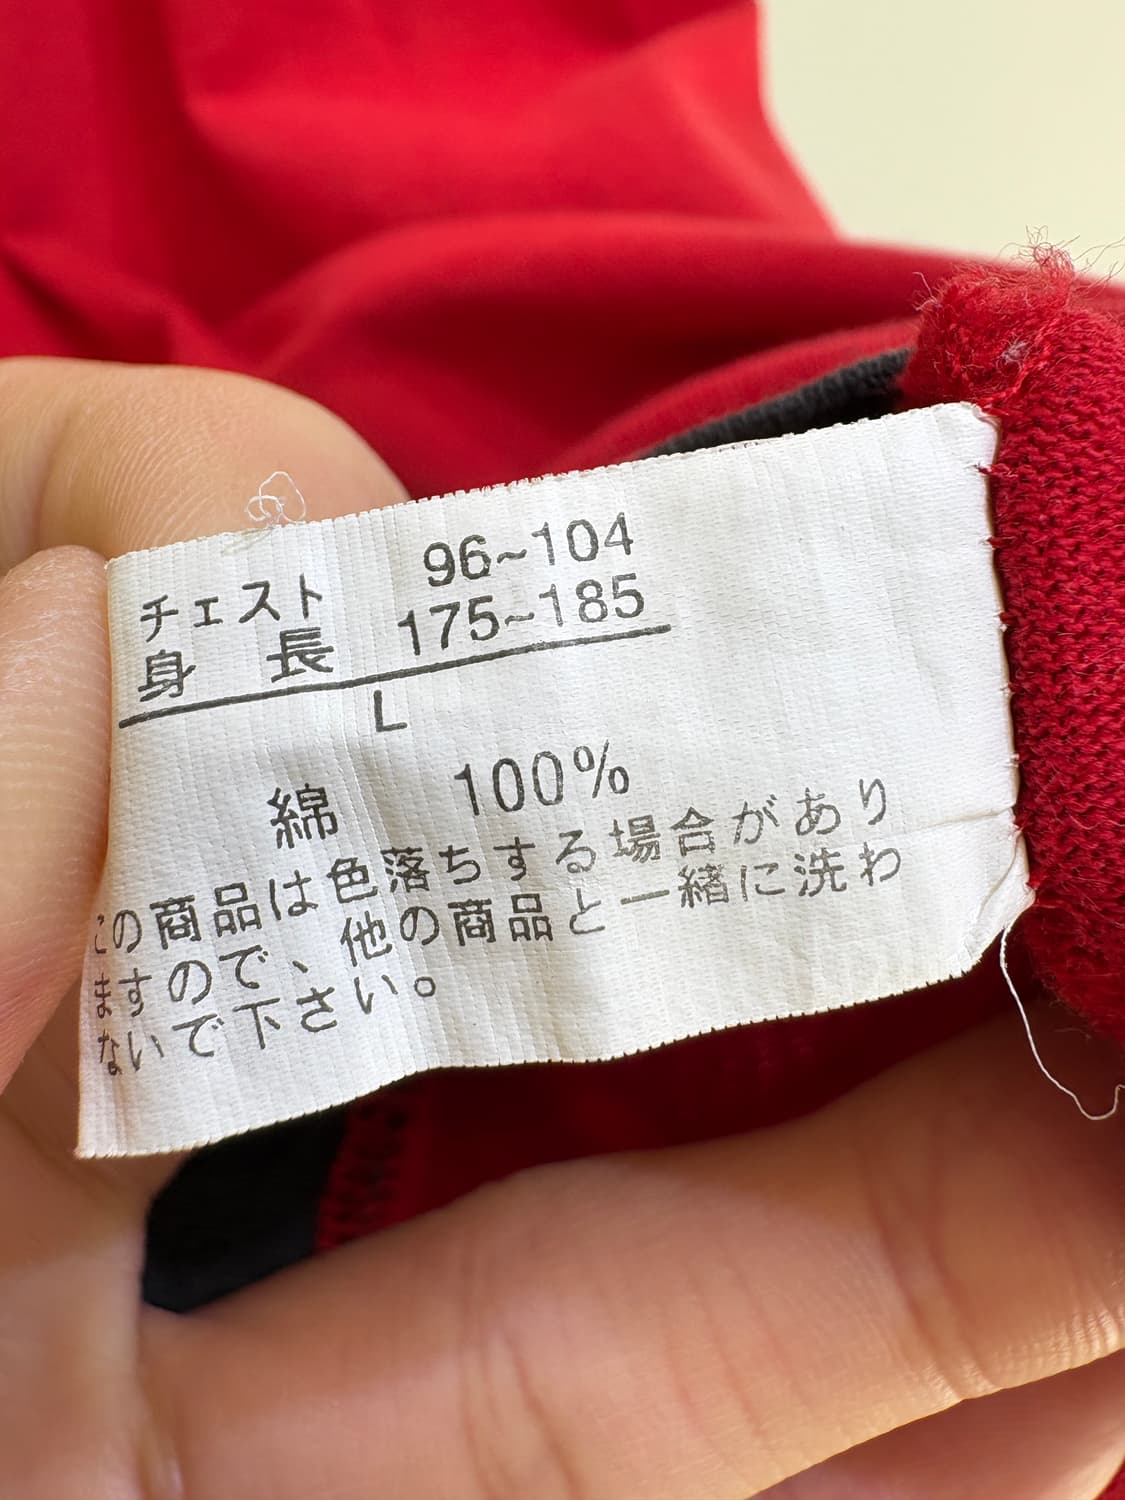 チェスト 96~104
身長 175~185
L
綿 100%
この商品は色落ちする場合があり
ますので、他の商品と一緒に洗わ
ないで下さい。